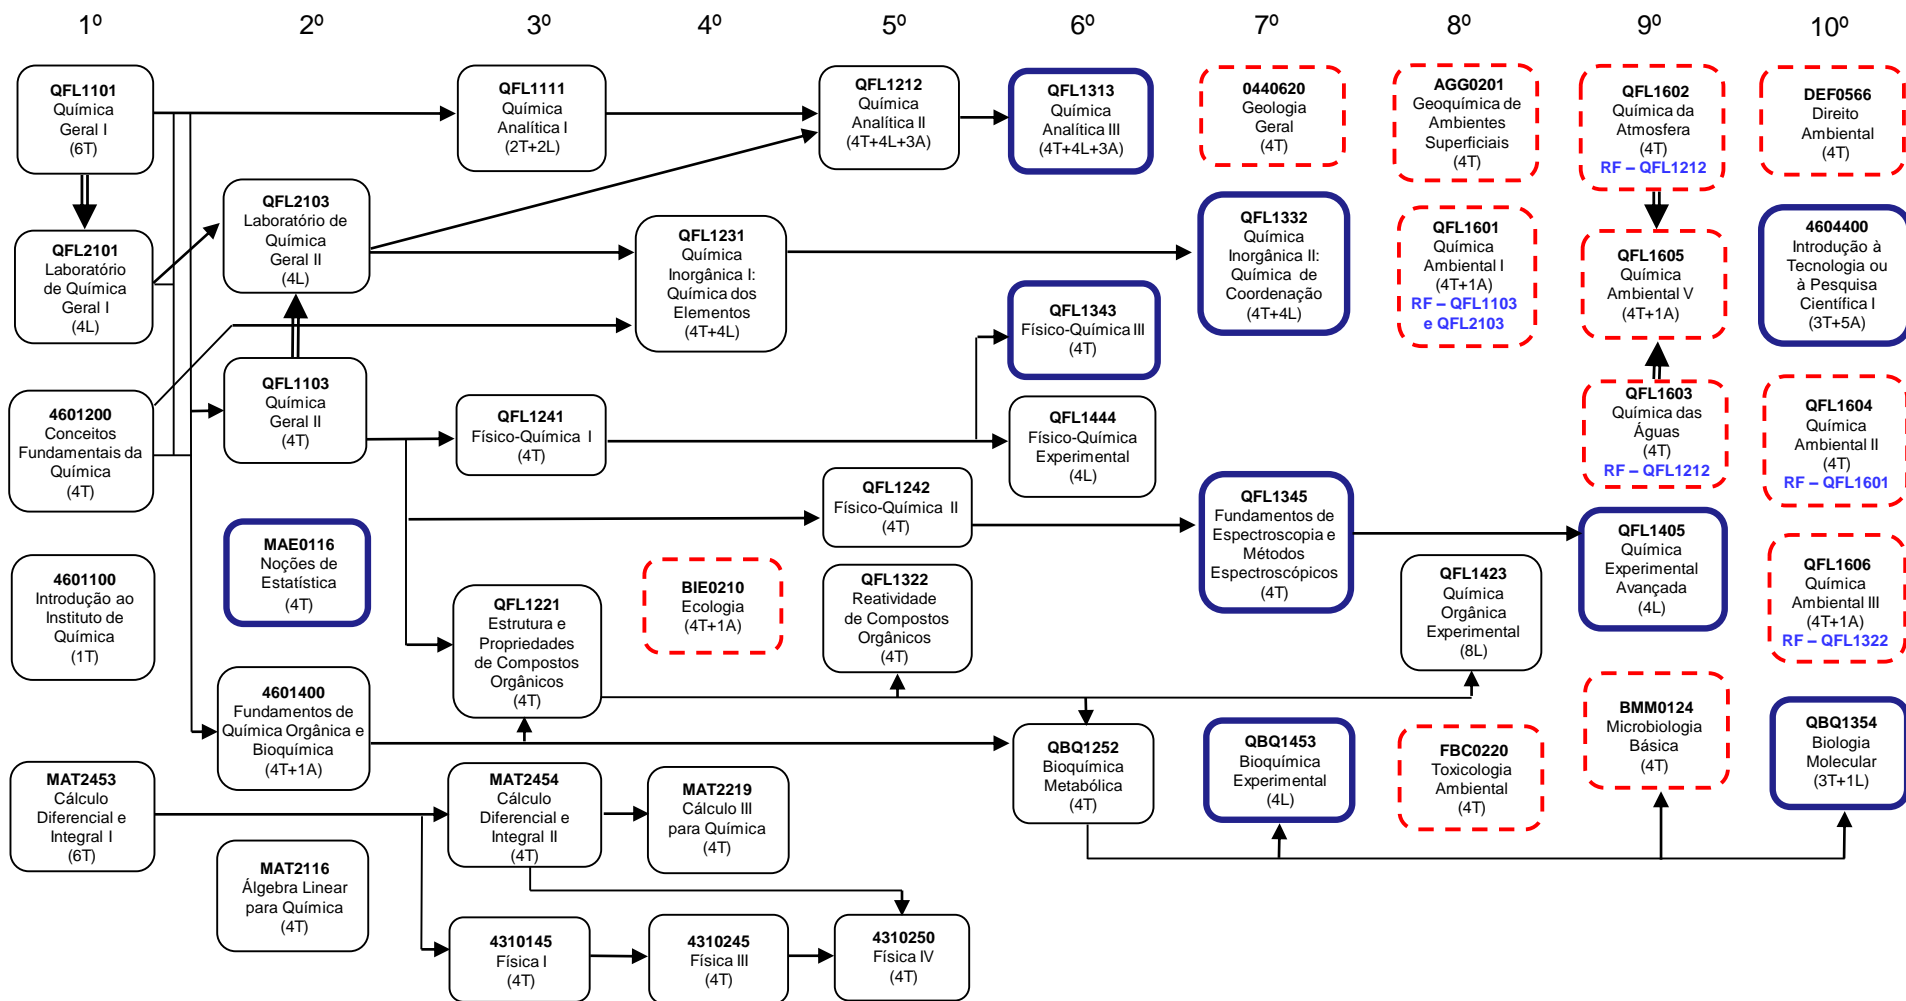 1º
2º
3º
4º
5º
6º
7º
8º
9º
10º
QFL1101
Química
Geral I
(6T)
QFL2101
Laboratório
de Química
Geral I
(4L)
4601200
Conceitos
Fundamentais da
Química
(4T)
4601100
Introdução ao
Instituto de
Química
(1T)
MAT2453
Cálculo
Diferencial e
Integral I
(6T)
QFL2103
Laboratório de
Química
Geral II
(4L)
QFL1103
Química
Geral II
(4T)
MAE0116
Noções de
Estatística
(4T)
4601400
Fundamentos de
Química Orgânica e
Bioquímica
(4T+1A)
MAT2116
Álgebra Linear
para Química
(4T)
QFL1111
Química
Analítica I
(2T+2L)
QFL1241
Físico-Química I
(4T)
QFL1221
Estrutura e
Propriedades
de Compostos
Orgânicos
(4T)
MAT2454
Cálculo
Diferencial e
Integral II
(4T)
4310145
Física I
(4T)
QFL1231
Química
Inorgânica I:
Química dos
Elementos
(4T+4L)
BIE0210
Ecologia
(4T+1A)
MAT2219
Cálculo III
para Química
(4T)
4310245
Física III
(4T)
QFL1212
Química
Analítica II
(4T+4L+3A)
QFL1242
Físico-Química II
(4T)
QFL1322
Reatividade
de Compostos
Orgânicos
(4T)
4310250
Física IV
(4T)
QFL1313
Química
Analítica III
(4T+4L+3A)
QFL1343
Físico-Química III
(4T)
QFL1444
Físico-Química
Experimental
(4L)
QBQ1252
Bioquímica
Metabólica
(4T)
0440620
Geologia
Geral
(4T)
QFL1332
Química
Inorgânica II:
Química de
Coordenação
(4T+4L)
QFL1345
Fundamentos de
Espectroscopia e
Métodos
Espectroscópicos
(4T)
QBQ1453
Bioquímica
Experimental
(4L)
AGG0201
Geoquímica de
Ambientes
Superficiais
(4T)
QFL1601
Química
Ambiental I
(4T+1A)
RF – QFL1103
e QFL2103
QFL1423
Química
Orgânica
Experimental
(8L)
FBC0220
Toxicologia
Ambiental
(4T)
QFL1602
Química da
Atmosfera
(4T)
RF – QFL1212
QFL1605
Química
Ambiental V
(4T+1A)
QFL1603
Química das
Águas
(4T)
RF – QFL1212
QFL1405
Química
Experimental
Avançada
(4L)
BMM0124
Microbiologia
Básica
(4T)
DEF0566
Direito
Ambiental
(4T)
4604400
Introdução à
Tecnologia ou
à Pesquisa
Científica I
(3T+5A)
QFL1604
Química
Ambiental II
(4T)
RF – QFL1601
QFL1606
Química
Ambiental III
(4T+1A)
RF – QFL1322
QBQ1354
Biologia
Molecular
(3T+1L)